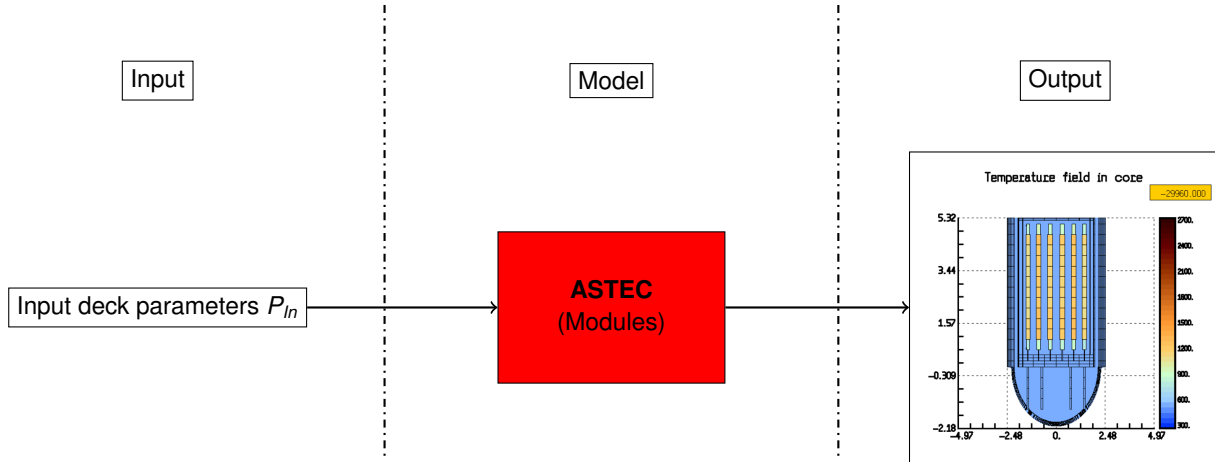 Input
Model
Output
Input deck parameters P_In
ASTEC
(Modules)
Temperature field in core
-29960.000
5.32
3.44
1.57
-0.309
-2.18
-4.97
-2.48
0.
2.48
4.97
2700.
2400.
2100.
1800.
1500.
1200.
900.
600.
300.